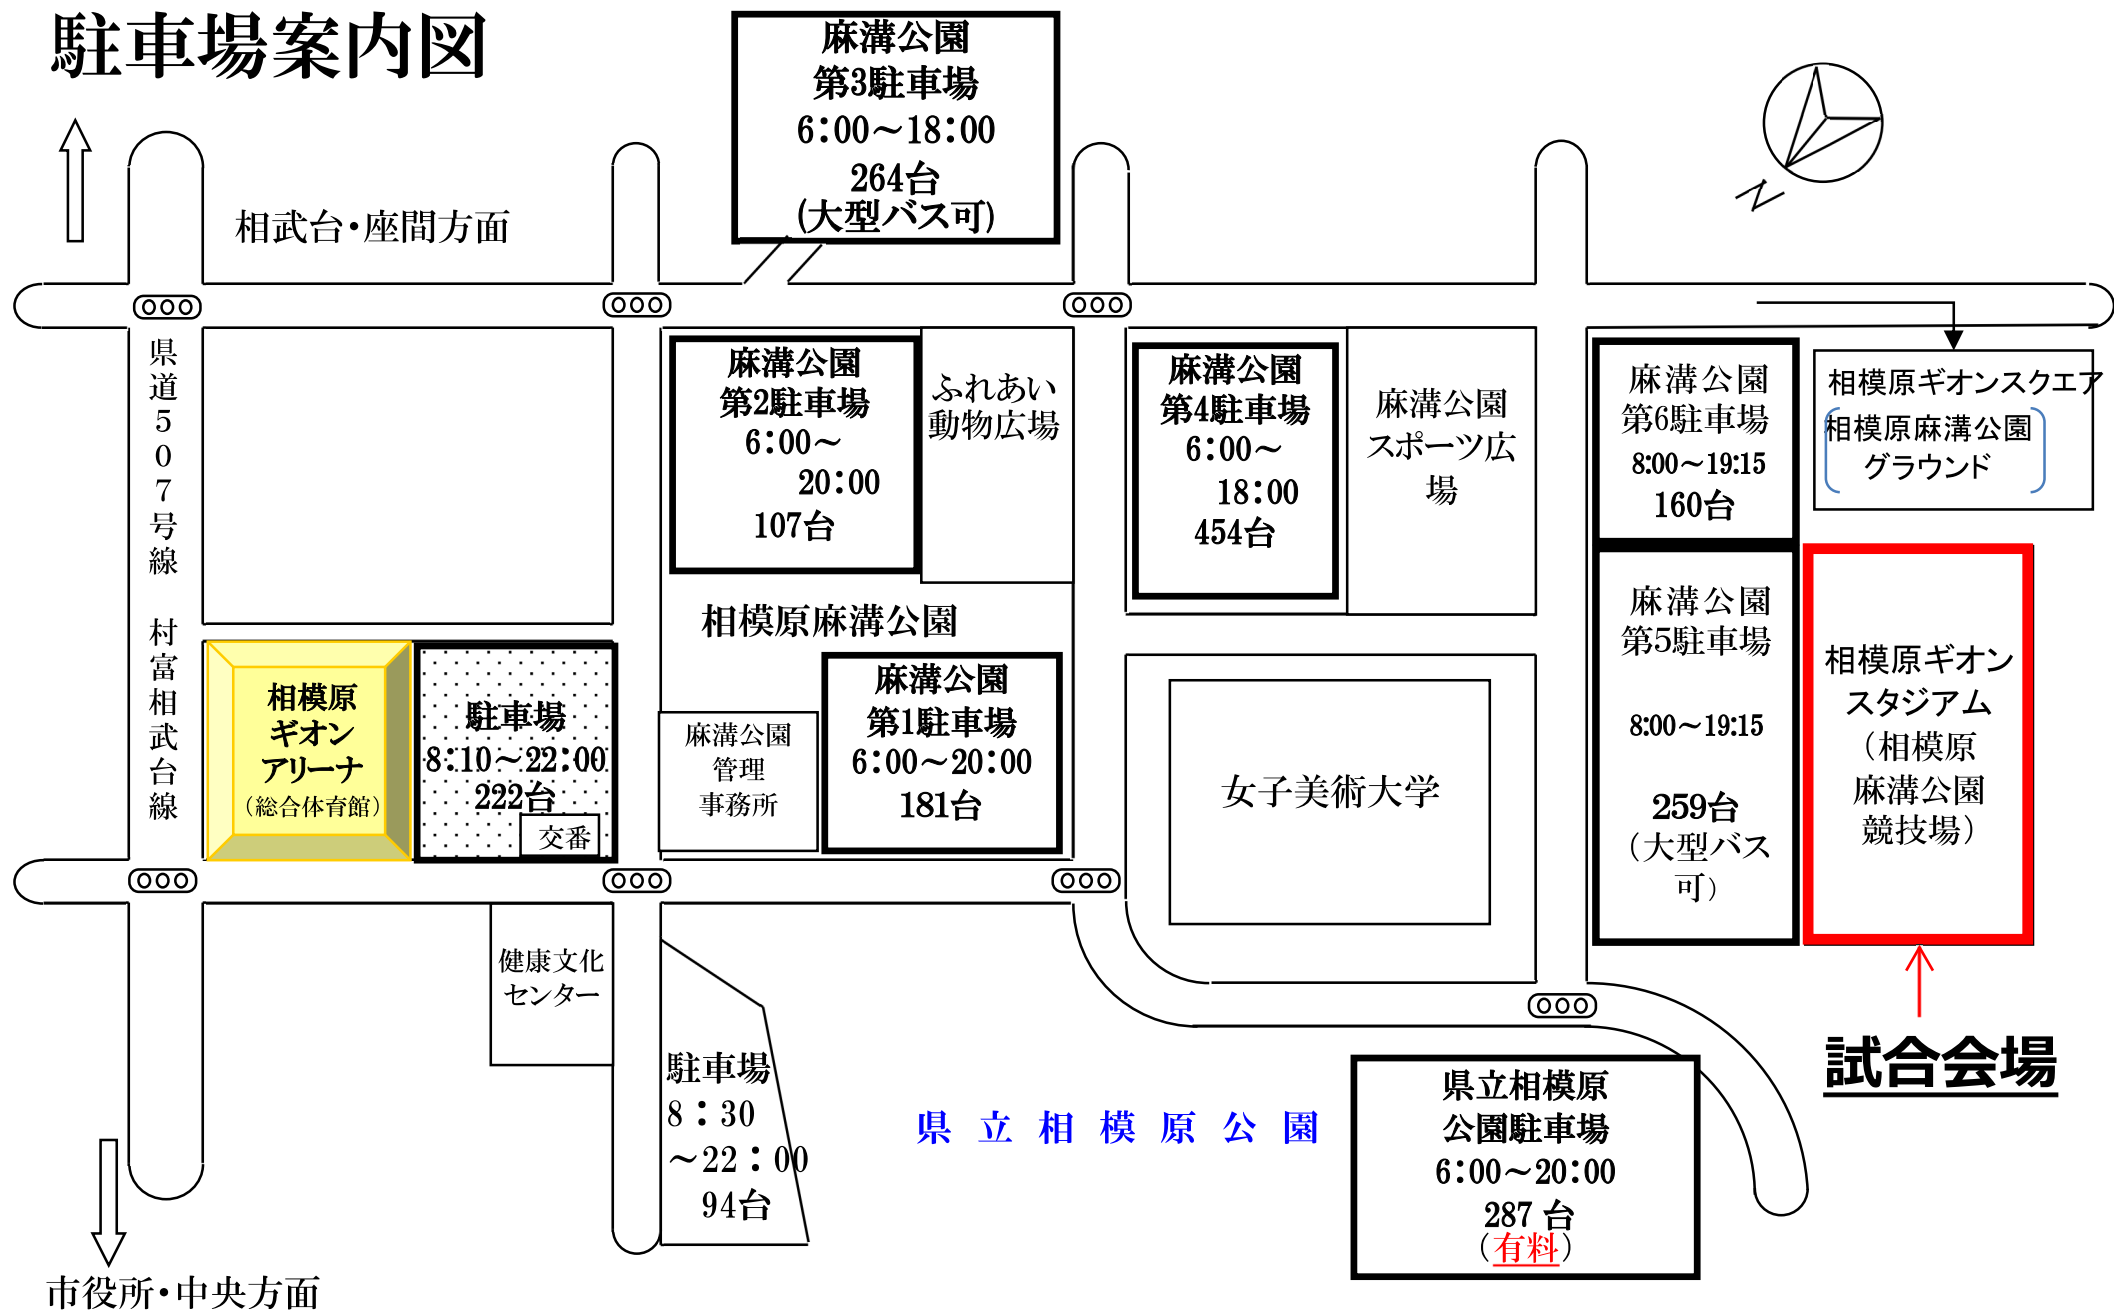 駐車場案内図
麻溝公園
第3駐車場
6:00～18:00
264台
(大型バス可)
相武台・座間方面
N
県道507号線　村富相武台線
麻溝公園
第2駐車場
6:00～
20:00
107台
ふれあい
動物広場
麻溝公園
第4駐車場
6:00～
18:00
454台
麻溝公園
スポーツ広
場
麻溝公園
第6駐車場
8:00～19:15
160台
相模原ギオンスクエア
相模原麻溝公園
グラウンド
相模原麻溝公園
麻溝公園
第5駐車場
8:00～19:15
259台
（大型バス
可）
相模原ギオン
スタジアム
（相模原
麻溝公園
競技場）
相模原
ギオン
アリーナ
（総合体育館）
駐車場
8:10～22:00
222台
交番
麻溝公園
管理
事務所
麻溝公園
第1駐車場
6:00～20:00
181台
女子美術大学
健康文化
センター
駐車場
8：30
～22：00
94台
県立相模原公園
県立相模原
公園駐車場
6:00～20:00
287 台
（有料）
試合会場
市役所・中央方面